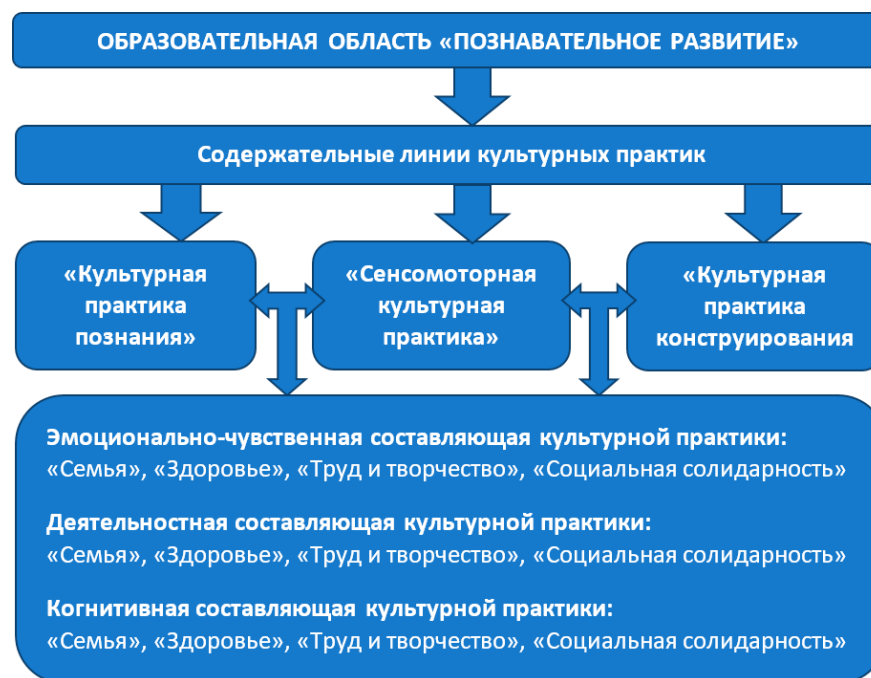 ОБРАЗОВАТЕЛЬНАЯ ОБЛАСТЬ «ПОЗНАВАТЕЛЬНОЕ РАЗВИТИЕ»
Содержательные линии культурных практик
«Культурная
практика
познания»
«Сенсомоторная
культурная
практика»
«Культурная
практика
конструирования
Эмоционально-чувственная составляющая культурной практики:
«Семья», «Здоровье», «Труд и творчество», «Социальная солидарность»
Деятельностная составляющая культурной практики:
«Семья», «Здоровье», «Труд и творчество», «Социальная солидарность»
Когнитивная составляющая культурной практики:
«Семья», «Здоровье», «Труд и творчество», «Социальная солидарность»